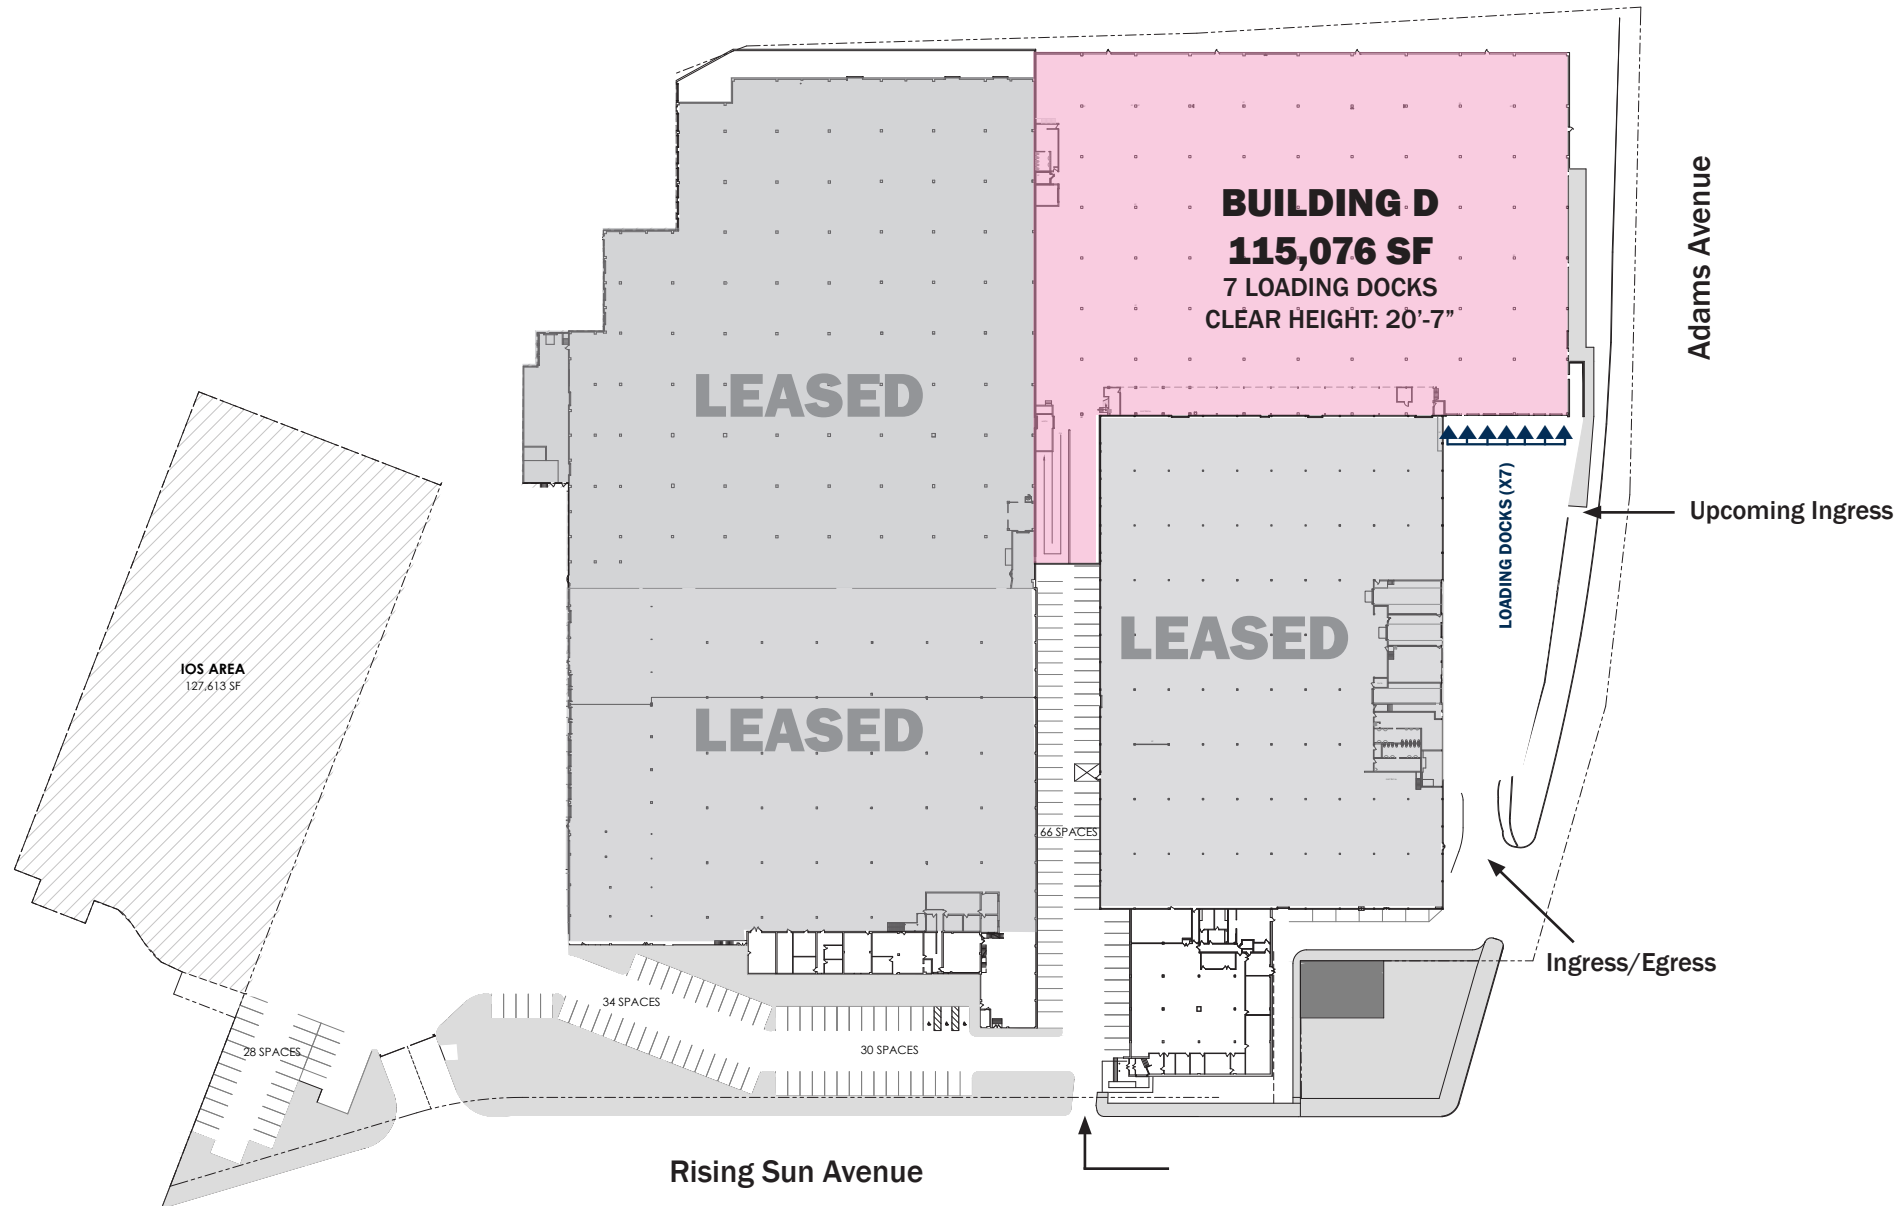 BUILDING D
115,076 SF
7 LOADING DOCKS
CLEAR HEIGHT: 20’-7”
Adams Avenue
LEASED
LOADING DOCKS (X7)
Upcoming Ingress
LEASED
IOS AREA
127,613 SF
LEASED
66 SPACES
Ingress/Egress
34 SPACES
30 SPACES
28 SPACES
Rising Sun Avenue